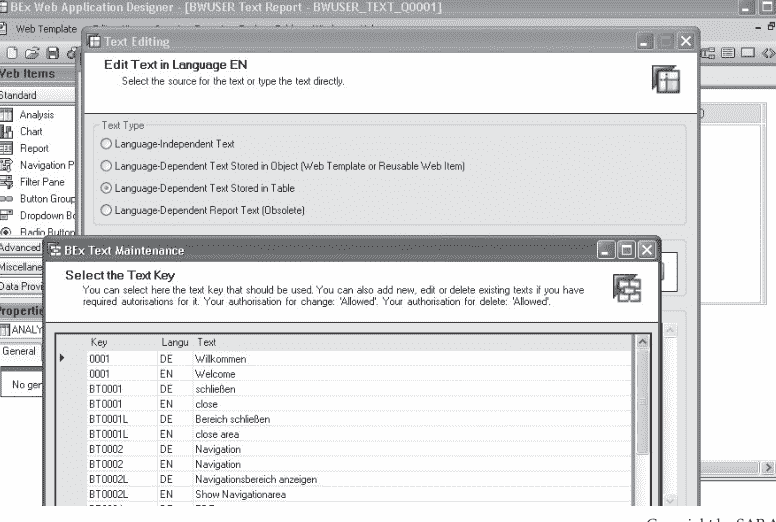 BEx Web Application Designer - [BWUSER Text Report - BWUSER_TEXT_Q0001]
Web Template
Text Editing
Edit Text in Language EN
Select the source for the text or type the text directly.
Web Items
Standard
Analysis
Chart
Report
Navigation P
Filter Pane
Button Group
Dropdown Bo
Radio Button
Advanced
Miscellane
Data Provi
Propertie
ANALY
General
No gen
Text Type
Language-Independent Text
Language-Dependent Text Stored in Object (Web Template or Reusable Web Item)
Language-Dependent Text Stored in Table
Language-Dependent Report Text (Obsolete)
BEx Text Maintenance
Select the Text Key
You can select here the text key that should be used. You can also add new, edit or delete existing texts if you have
required autorisations for it. Your authorisation for change: 'Allowed'. Your authorisation for delete: 'Allowed'.
Key Langu Text
0001 DE Willkommen
0001 EN Welcome
BT0001 DE schließen
BT0001 EN close
BT0001L DE Bereich schließen
BT0001L EN close area
BT0002 DE Navigation
BT0002 EN Navigation
BT0002L DE Navigationsbereich anzeigen
BT0002L EN Show Navigationarea